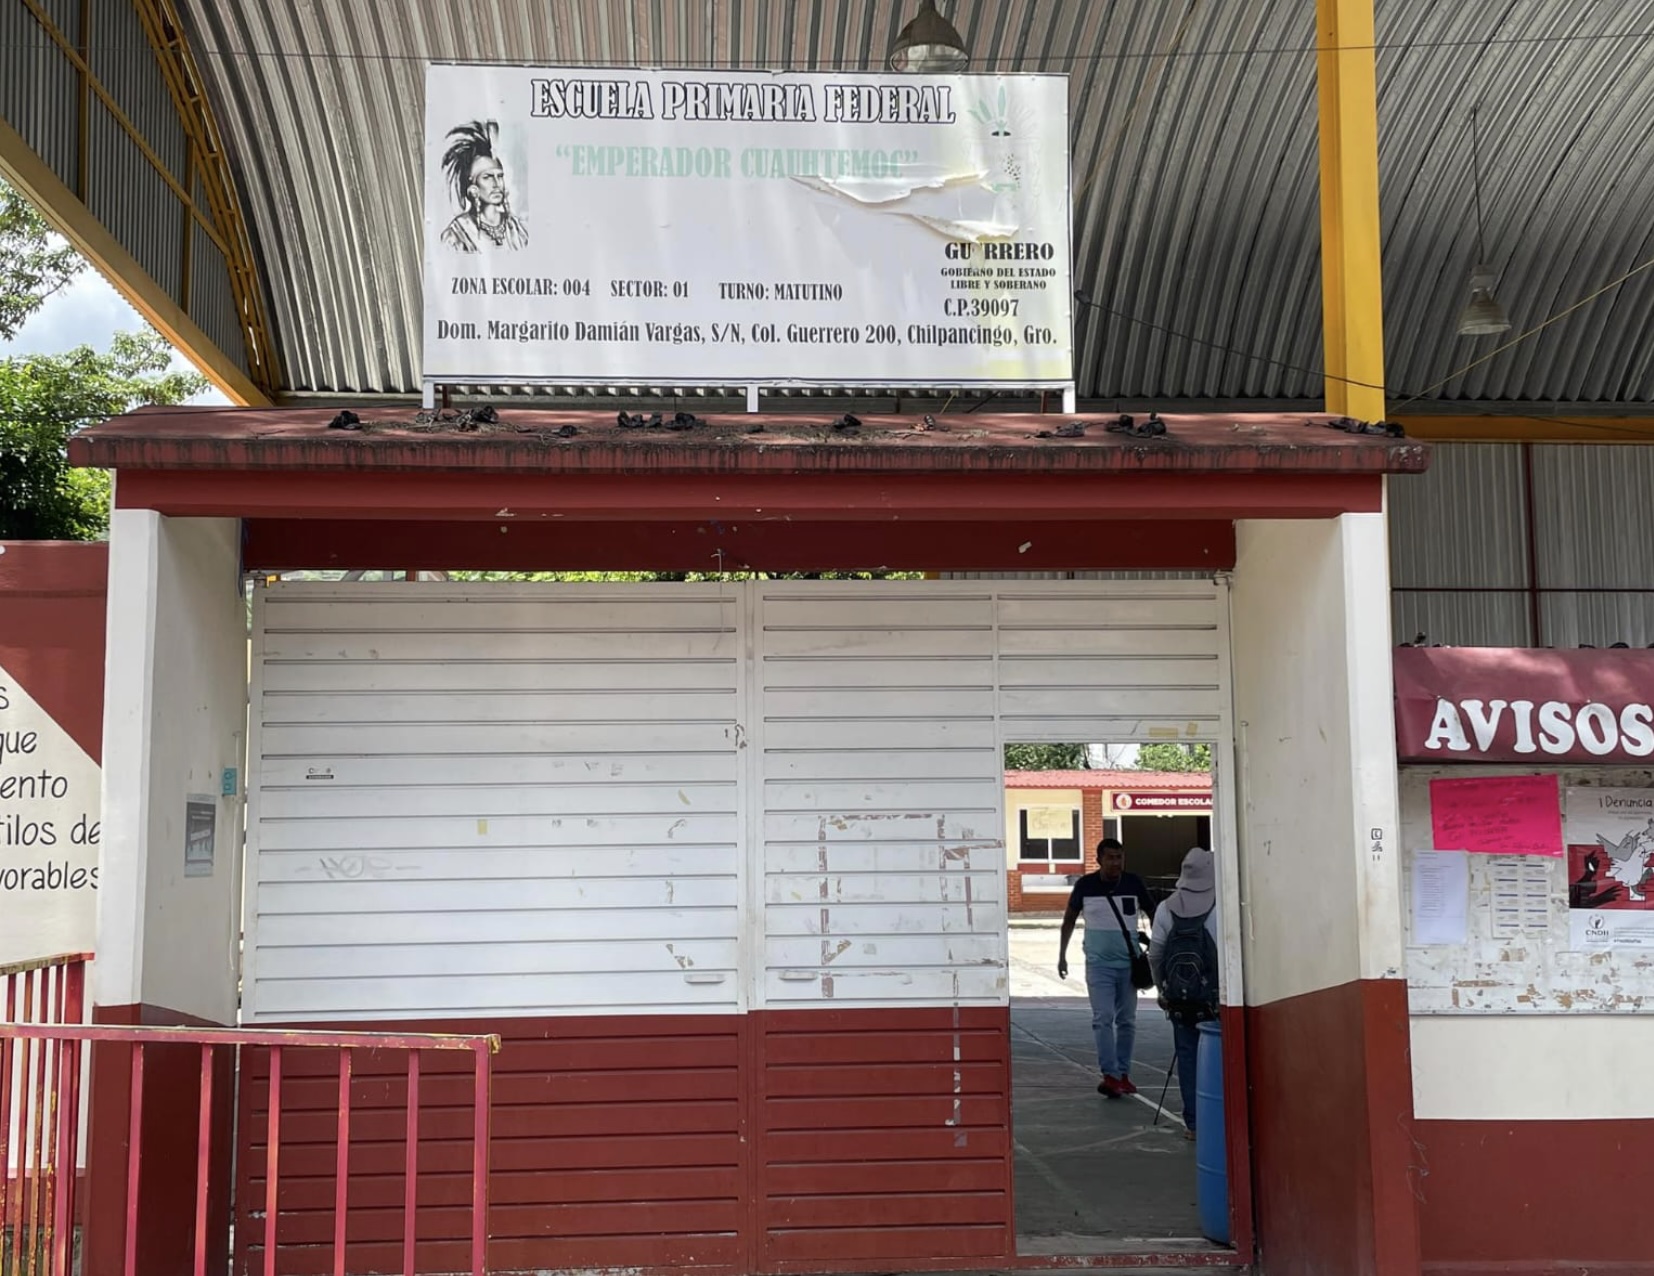 ESCUELA PRIMARIA FEDERAL
“EMPERADOR CUAUHTEMOC”
GU RRERO
GOBIERNO DEL ESTADO
LIBRE Y SOBERANO
ZONA ESCOLAR: 004 SECTOR: 01 TURNO: MATUTINO
C.P.39097
Dom. Margarito Damián Vargas, S/N, Col. Guerrero 200, Chilpancingo, Gro.
que
ento
tilos de
vorables
AVISOS
COMEDOR ESCOLA
Denuncia
CNDH